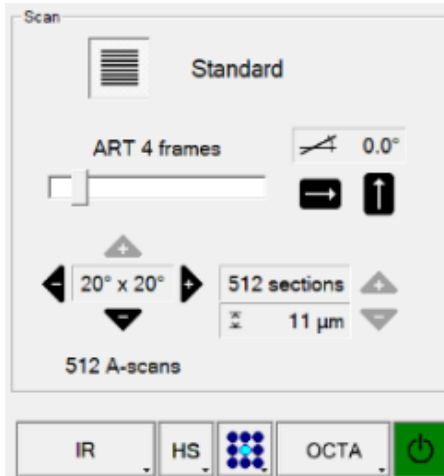 Scan
Standard
ART 4 frames
0.0°
20° x 20°
512 sections
11 μm
512 A-scans
IR
HS
OCTA